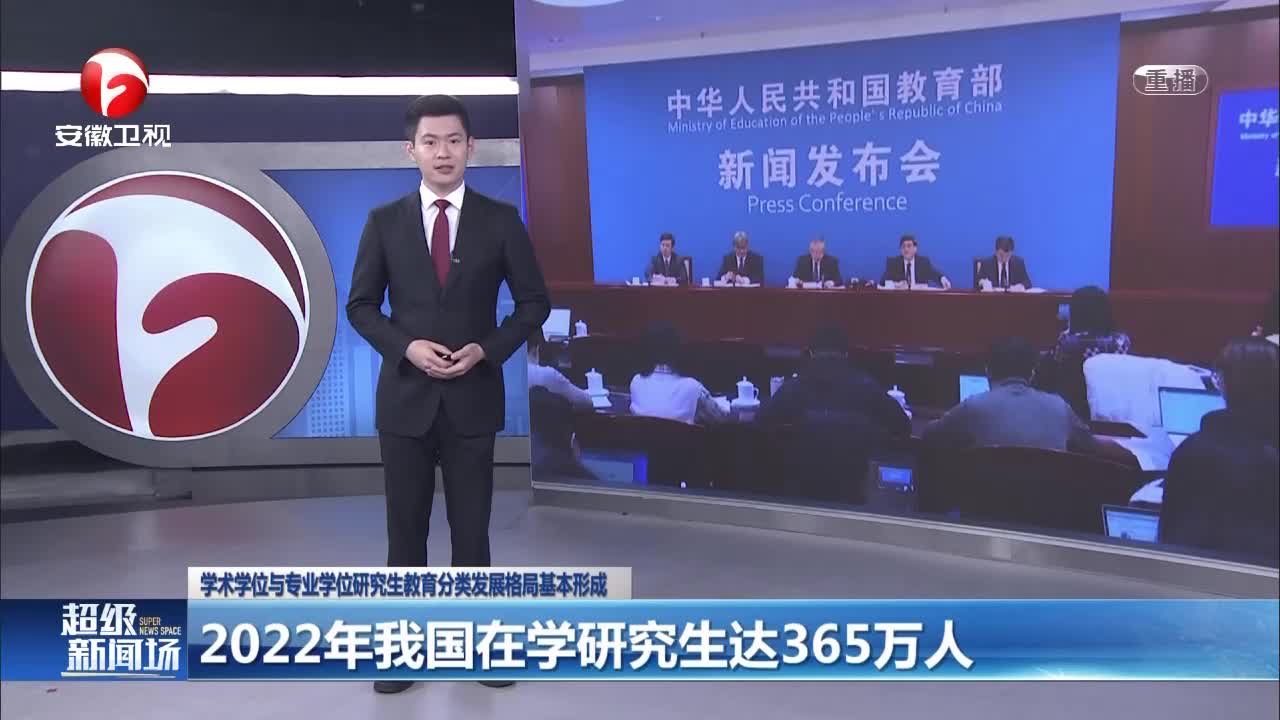 安徽卫视
重播
中华人民共和国教育部
Ministry of Education of the People's Republic of China
新闻发布会
Press Conference
中华
学术学位与专业学位研究生教育分类发展格局基本形成
超级
SUPER
NEWS SPACE
新闻场
2022年我国在学研究生达365万人